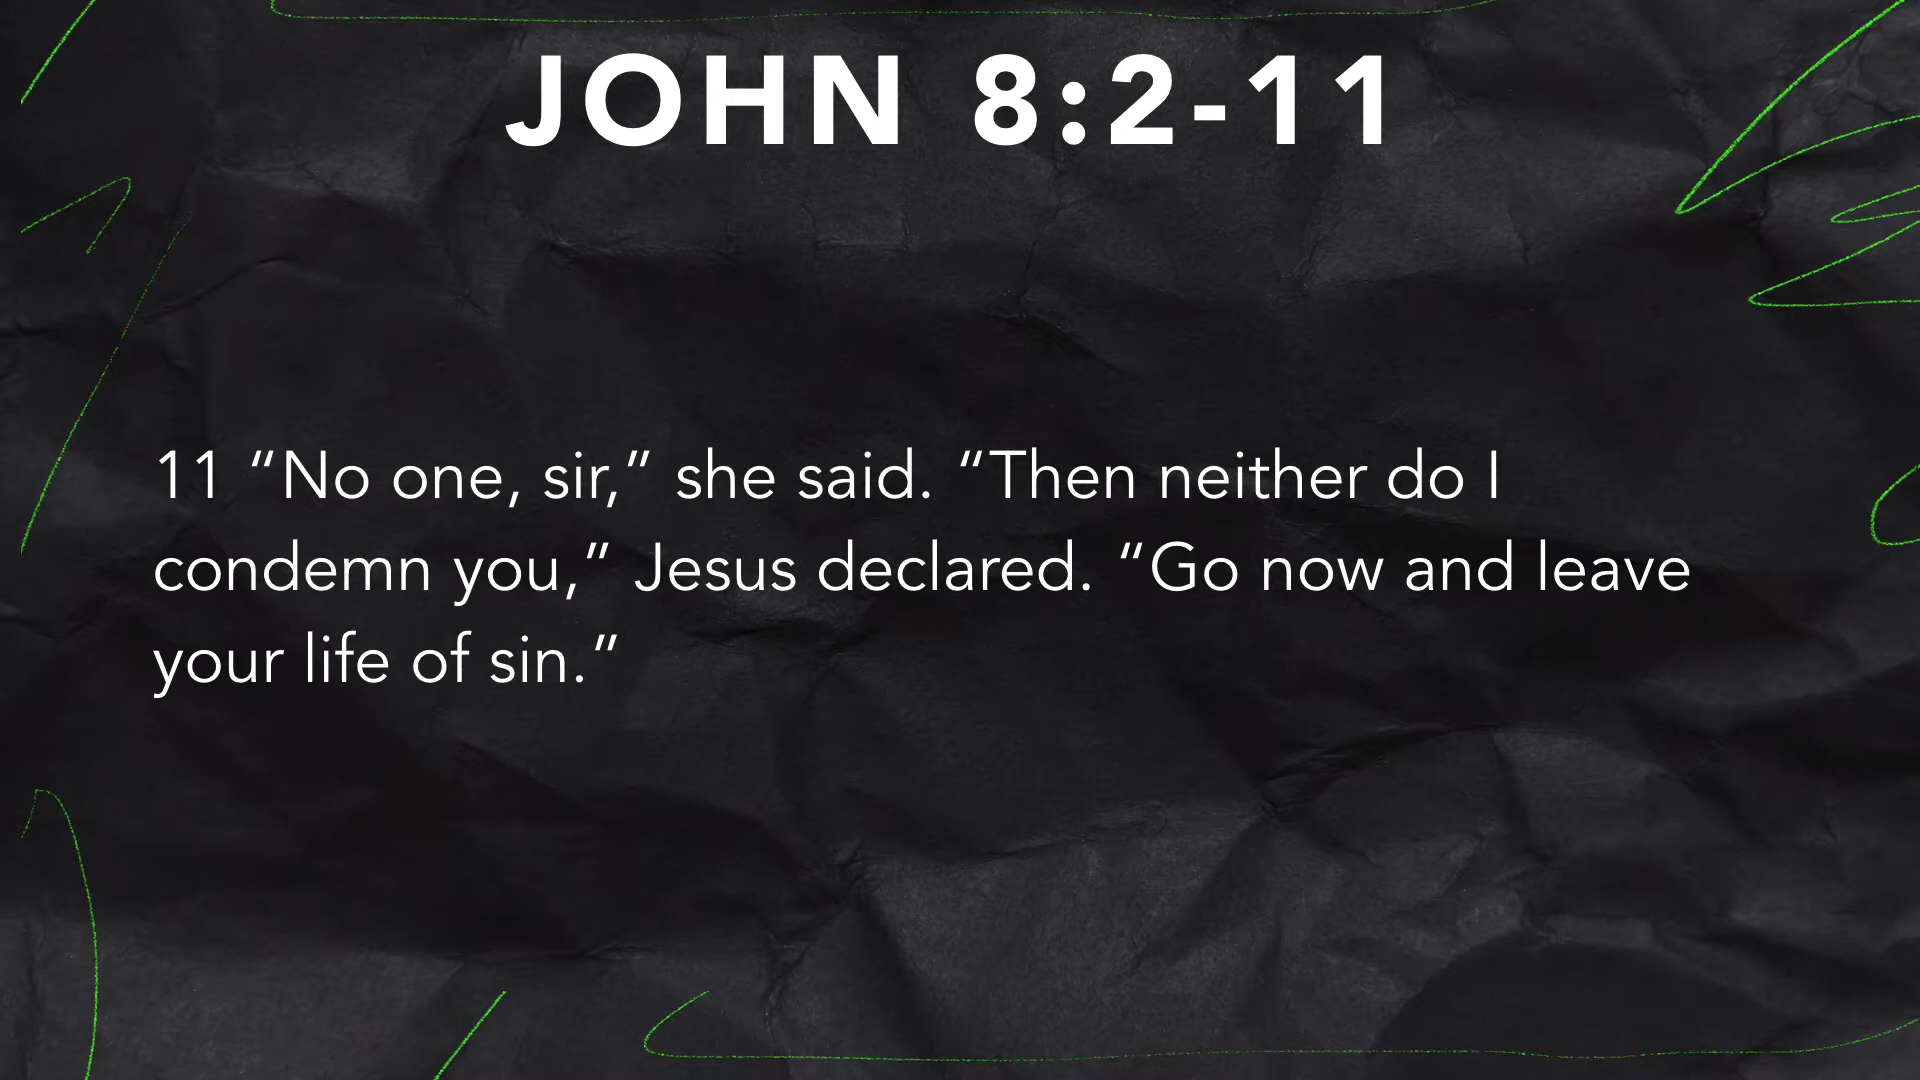 JOHN 8:2-11
11 “No one, sir,” she said. “Then neither do I
condemn you,” Jesus declared. “Go now and leave
your life of sin.”